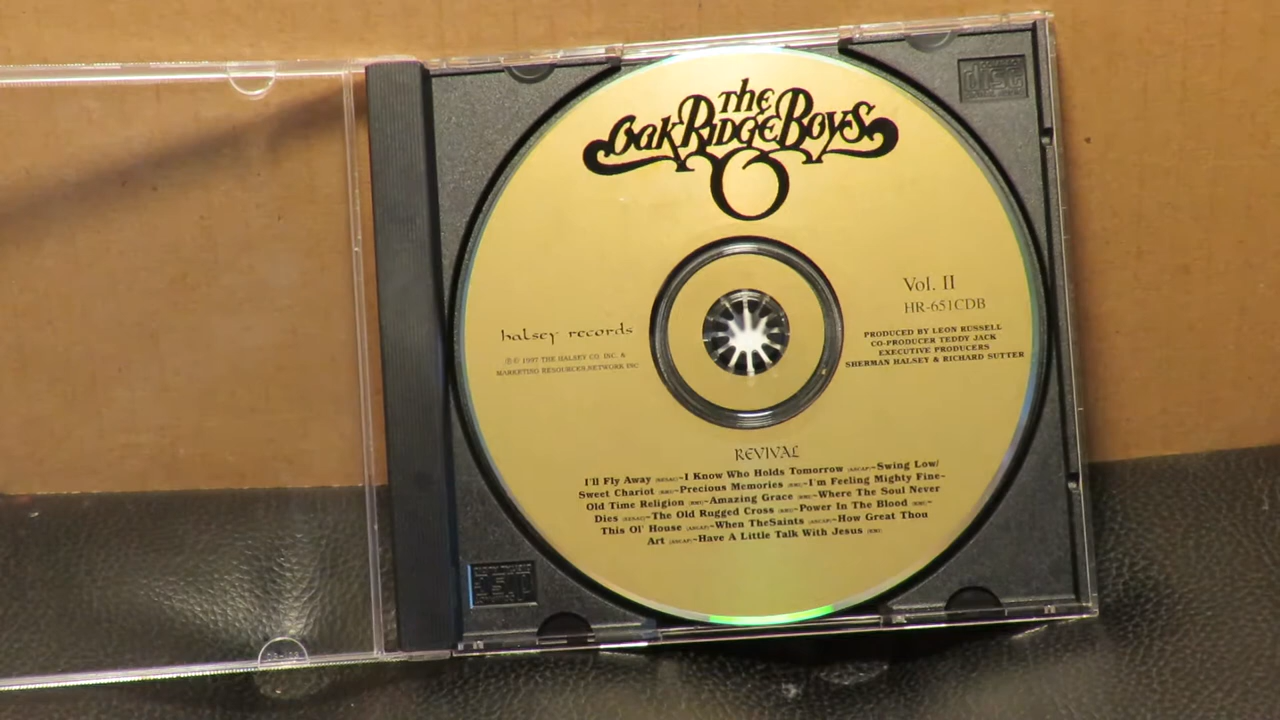 The
Oak Ridge Boys
disc
Vol. II
HR-651CDB
halsey records
℗© 1997 THE HALSEY CO. INC. &
MARKETING RESOURCES NETWORK INC
PRODUCED BY LEON RUSSELL
CO-PRODUCER TEDDY JACK
EXECUTIVE PRODUCERS
SHERMAN HALSEY & RICHARD SUTTER
REVIVAL
I'll Fly Away (SESAC)~I Know Who Holds Tomorrow (ASCAP)~Swing Low/
Sweet Chariot (BMI)~Precious Memories (BMI)~I'm Feeling Mighty Fine~
Old Time Religion (BMI)~Amazing Grace (BMI)~Where The Soul Never
Dies (SESAC)~The Old Rugged Cross (BMI)~Power In The Blood (BMI)~
This Ol' House (ASCAP)~When TheSaints (ASCAP)~How Great Thou
Art (ASCAP)~Have A Little Talk With Jesus (BMI)